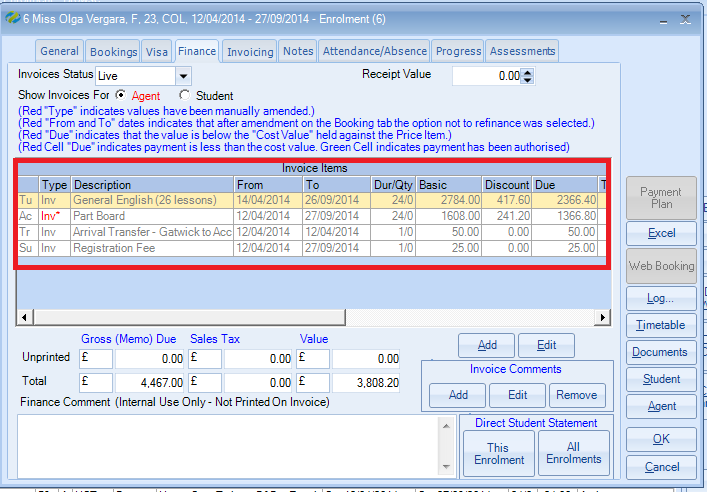 6 Miss Olga Vergara, F, 23, COL, 12/04/2014 - 27/09/2014 - Enrolment (6)
General Bookings Visa Finance Invoicing Notes Attendance/Absence Progress Assessments
Invoices Status Live Receipt Value 0.00
Show Invoices For Agent Student
(Red "Type" indicates values have been manually amended.)
(Red "From and To" dates indicates that after amendment on the Booking tab the option not to refinance was selected.)
(Red "Due" indicates that the value is below the "Cost Value" held against the Price Item.)
(Red Cell "Due" indicates payment is less than the cost value. Green Cell indicates payment has been authorised)
Invoice Items
Type Description From To Dur/Qty Basic Discount Due T
Tu Inv General English (26 lessons) 14/04/2014 26/09/2014 24/0 2784.00 417.60 2366.40
Ac Inv* Part Board 12/04/2014 27/09/2014 24/0 1608.00 241.20 1366.80
Tr Inv Arrival Transfer - Gatwick to Acc 12/04/2014 12/04/2014 1/0 50.00 0.00 50.00
Su Inv Registration Fee 12/04/2014 27/09/2014 1/0 25.00 0.00 25.00
Payment Plan
Excel
Web Booking
Log...
Timetable
Documents
Student
Agent
OK
Cancel
Gross (Memo) Due Sales Tax Value
Unprinted £ 0.00 £ 0.00 £ 0.00
Total £ 4,467.00 £ 0.00 £ 3,808.20
Add Edit
Invoice Comments
Add Edit Remove
Finance Comment (Internal Use Only - Not Printed On Invoice)
Direct Student Statement
This Enrolment
All Enrolments